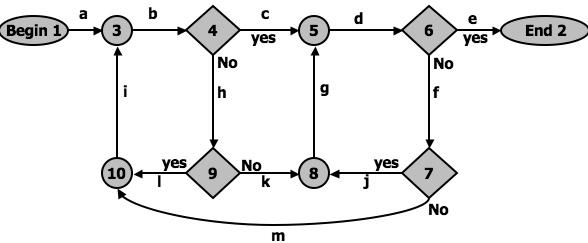 a b c d e
Begin 1 3 4 yes 5 6 yes End 2
No No
i h g f
yes No yes
10 l 9 k 8 j 7
No
m